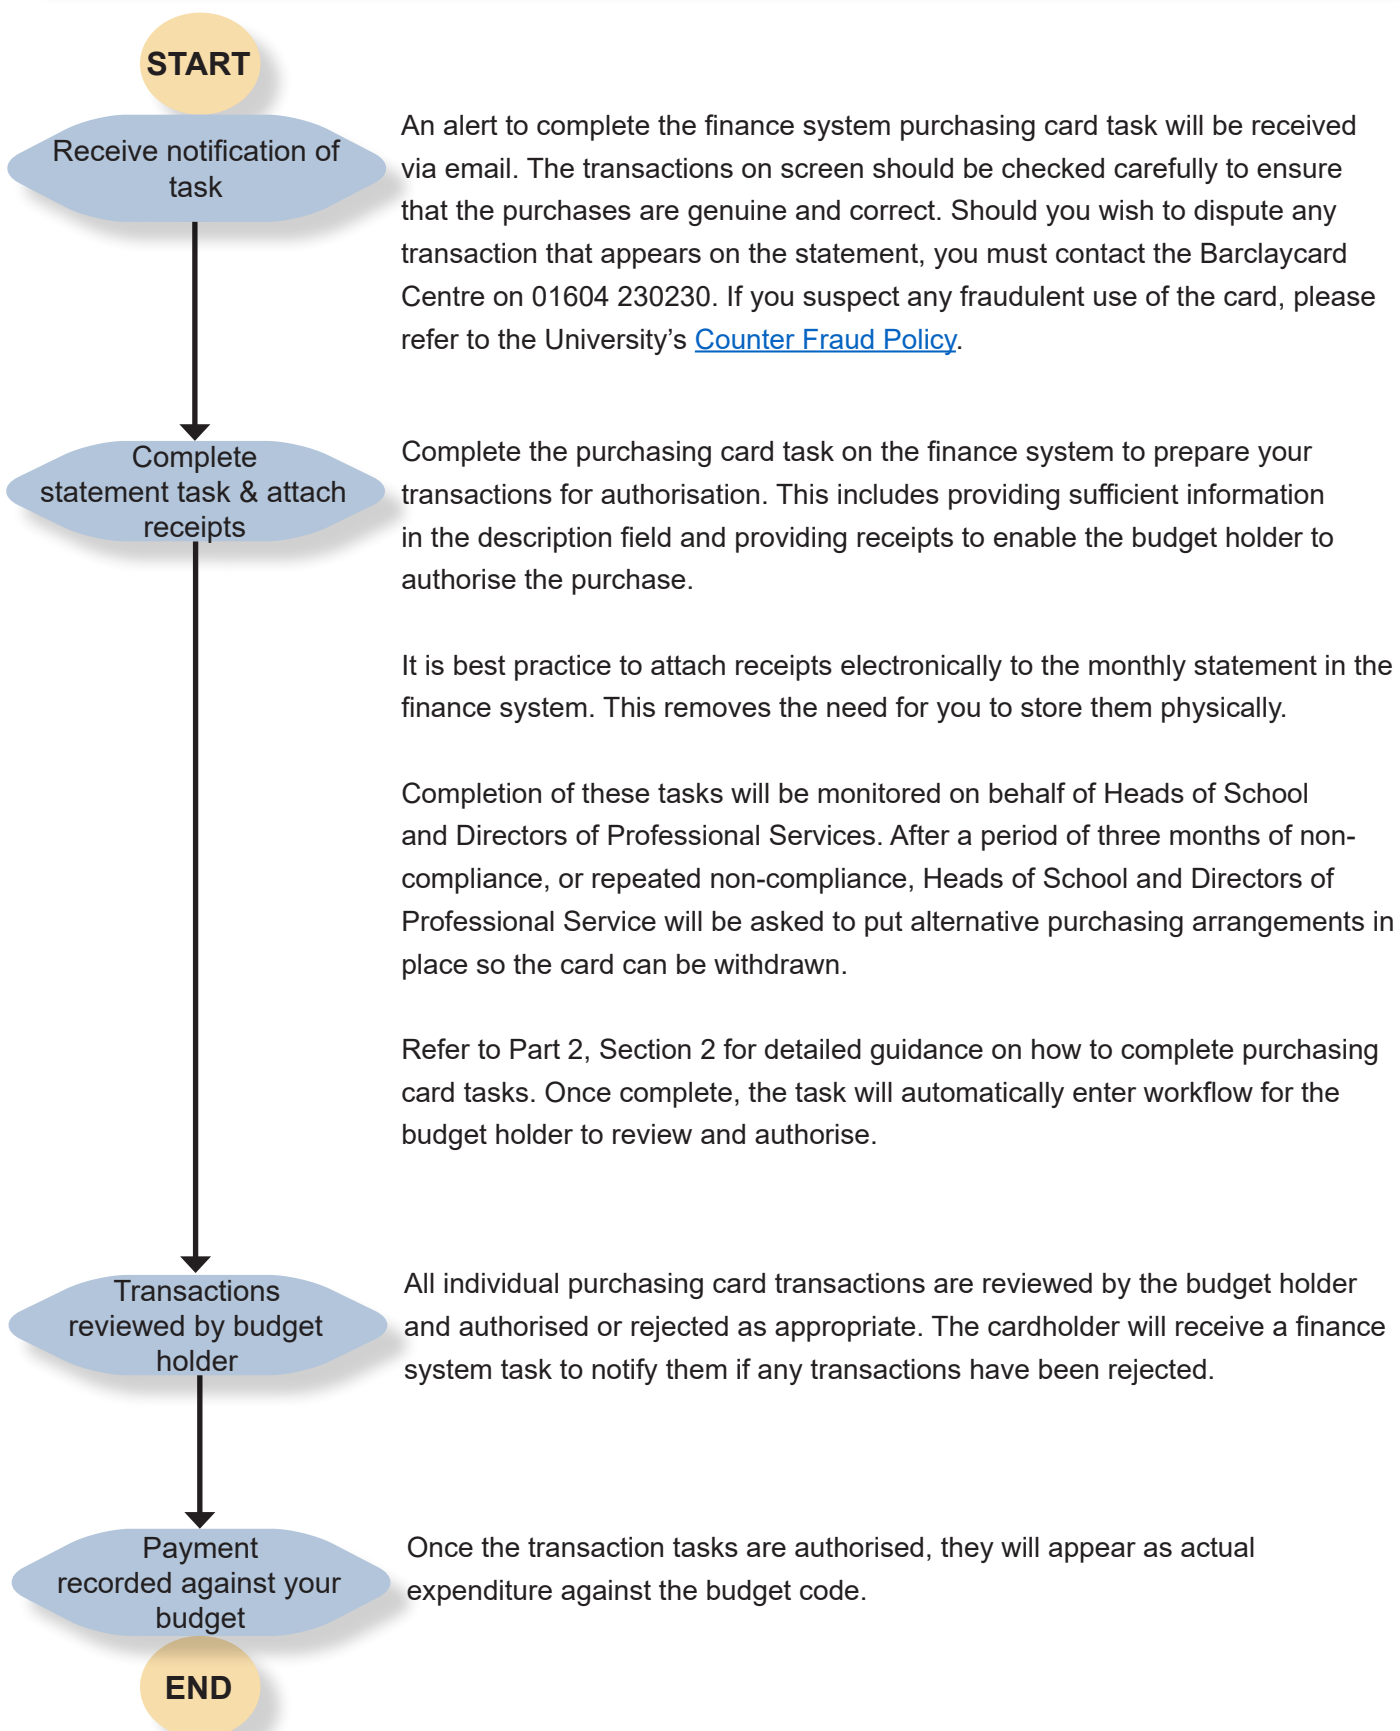 START
Receive notification of
task
An alert to complete the finance system purchasing card task will be received
via email. The transactions on screen should be checked carefully to ensure
that the purchases are genuine and correct. Should you wish to dispute any
transaction that appears on the statement, you must contact the Barclaycard
Centre on 01604 230230. If you suspect any fraudulent use of the card, please
refer to the University’s Counter Fraud Policy.
Complete
statement task & attach
receipts
Complete the purchasing card task on the finance system to prepare your
transactions for authorisation. This includes providing sufficient information
in the description field and providing receipts to enable the budget holder to
authorise the purchase.
It is best practice to attach receipts electronically to the monthly statement in the
finance system. This removes the need for you to store them physically.
Completion of these tasks will be monitored on behalf of Heads of School
and Directors of Professional Services. After a period of three months of non-
compliance, or repeated non-compliance, Heads of School and Directors of
Professional Service will be asked to put alternative purchasing arrangements in
place so the card can be withdrawn.
Refer to Part 2, Section 2 for detailed guidance on how to complete purchasing
card tasks. Once complete, the task will automatically enter workflow for the
budget holder to review and authorise.
Transactions
reviewed by budget
holder
All individual purchasing card transactions are reviewed by the budget holder
and authorised or rejected as appropriate. The cardholder will receive a finance
system task to notify them if any transactions have been rejected.
Payment
recorded against your
budget
Once the transaction tasks are authorised, they will appear as actual
expenditure against the budget code.
END